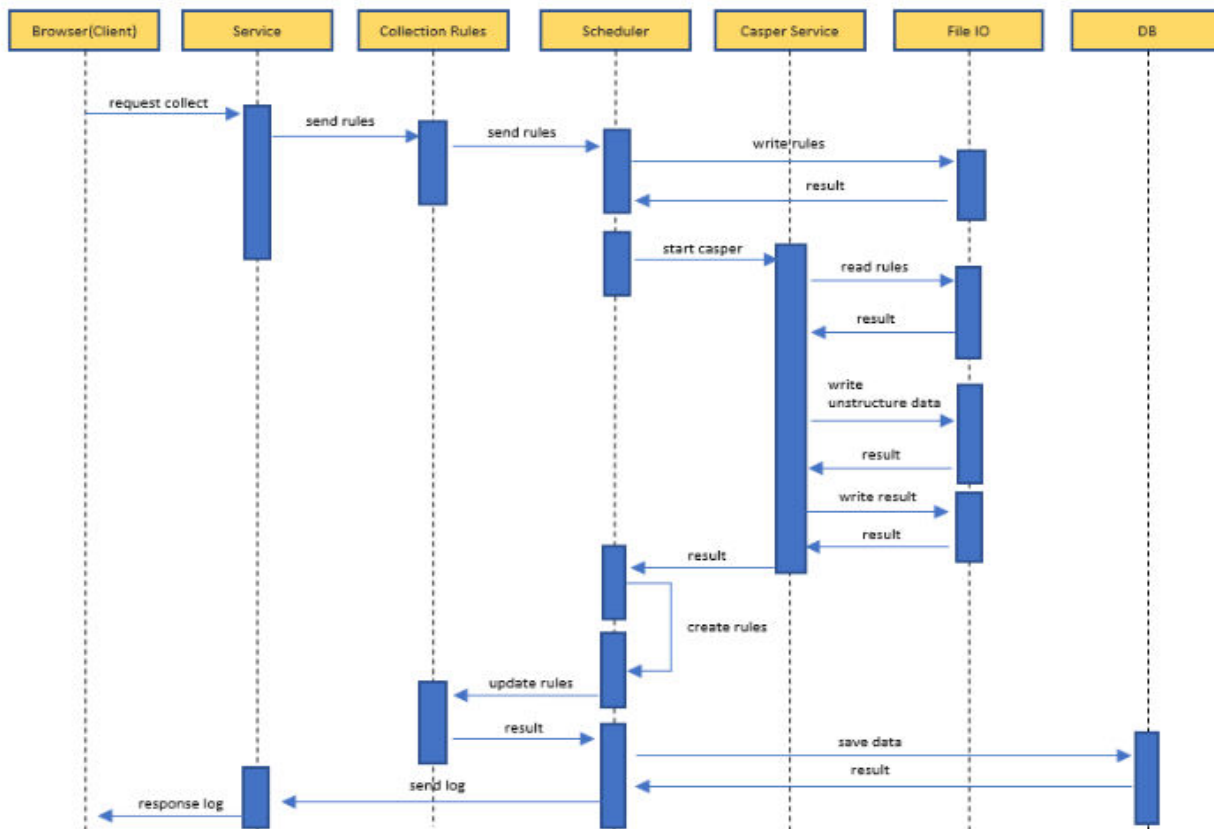 Browser(Client)
Service
Collection Rules
Scheduler
Casper Service
File IO
DB
request collect
send rules
send rules
write rules
result
start casper
read rules
result
write
unstructure data
result
write result
result
result
create rules
update rules
result
save data
result
send log
response log